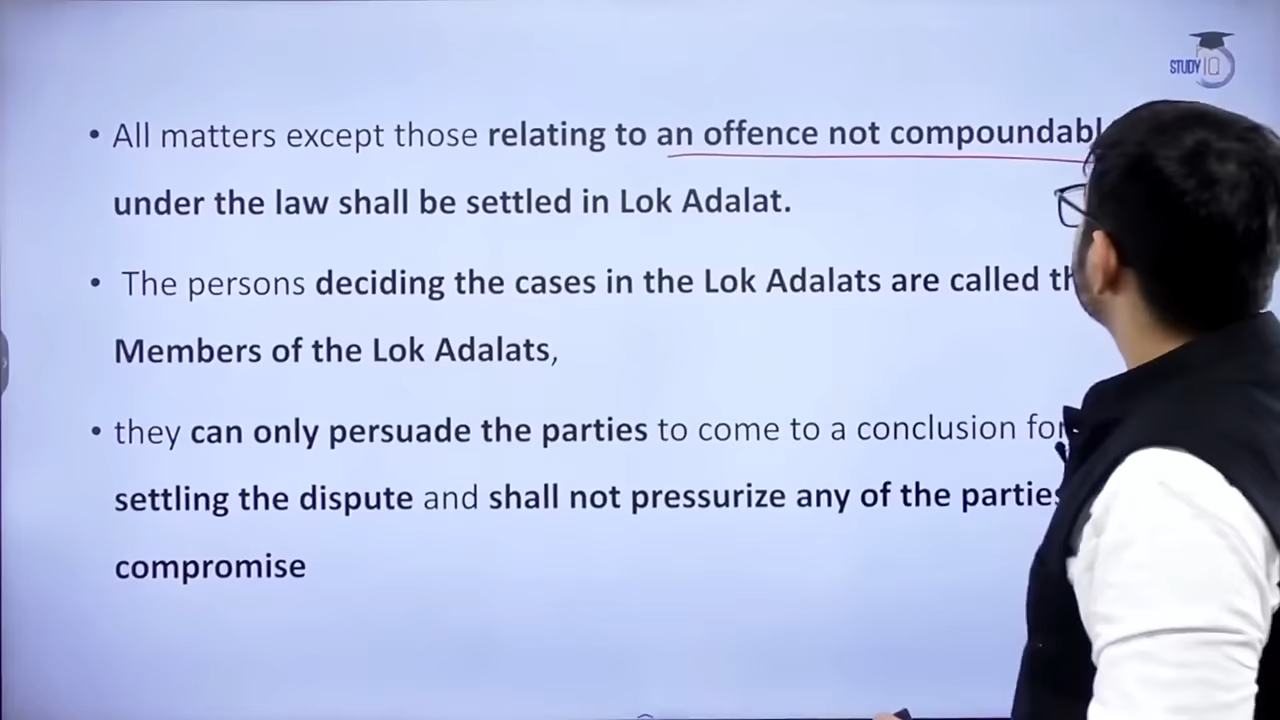 STUDY IQ
• All matters except those relating to an offence not compoundabl
under the law shall be settled in Lok Adalat.
• The persons deciding the cases in the Lok Adalats are called th
Members of the Lok Adalats,
• they can only persuade the parties to come to a conclusion for
settling the dispute and shall not pressurize any of the parties
compromise